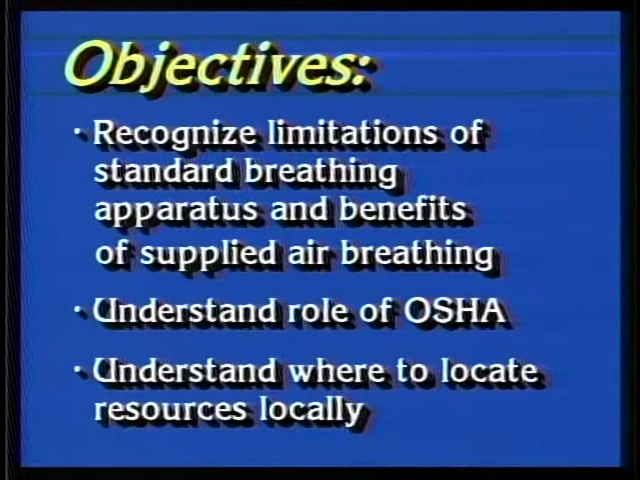 Objectives:
· Recognize limitations of
standard breathing
apparatus and benefits
of supplied air breathing
· Understand role of OSHA
· Understand where to locate
resources locally